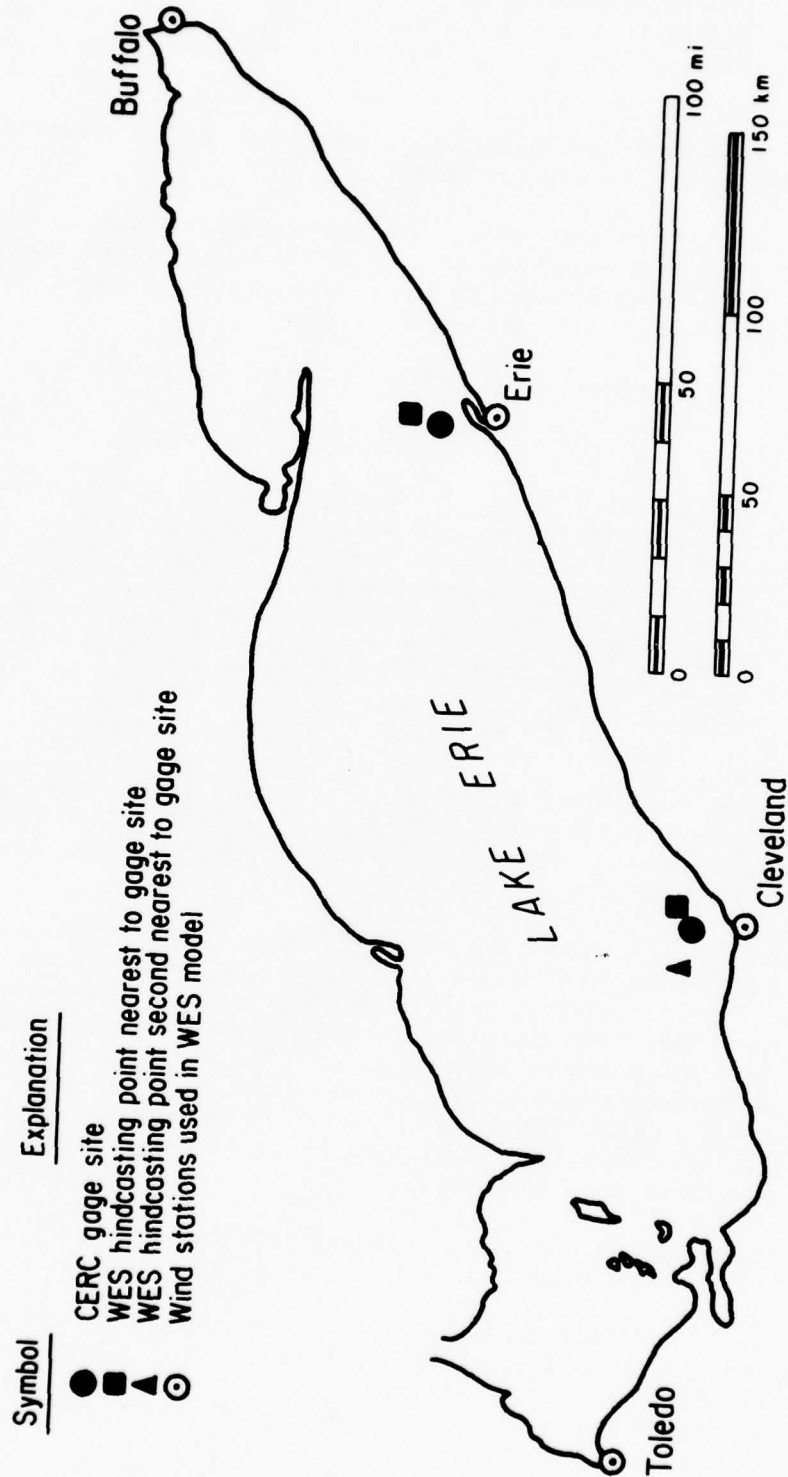 Symbol Explanation
CERC gage site
WES hindcasting point nearest to gage site
WES hindcasting point second nearest to gage site
Wind stations used in WES model
Buffalo
Erie
LAKE ERIE
Cleveland
Toledo
0 50 100 mi
0 50 100 150 km